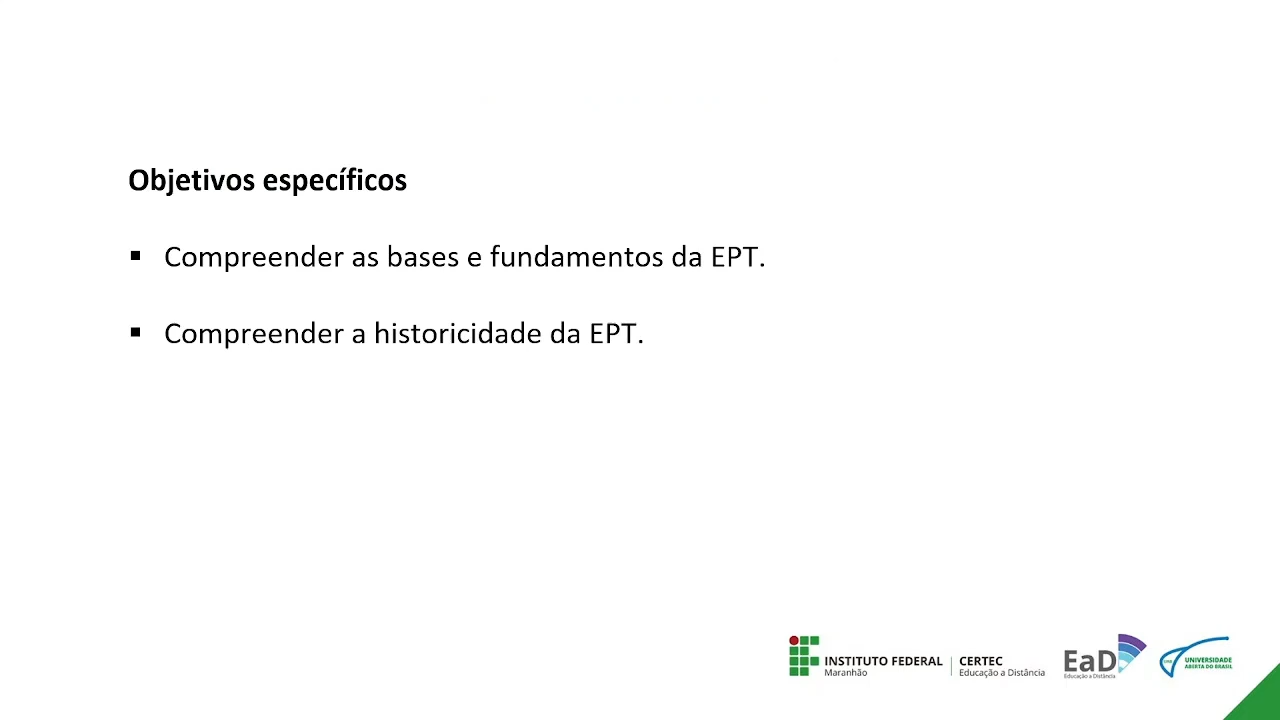 Objetivos específicos
▪ Compreender as bases e fundamentos da EPT.
▪ Compreender a historicidade da EPT.
INSTITUTO FEDERAL
Maranhão
CERTEC
Educação a Distância
EaD
Educação a Distância
UAB
UNIVERSIDADE
ABERTA DO BRASIL